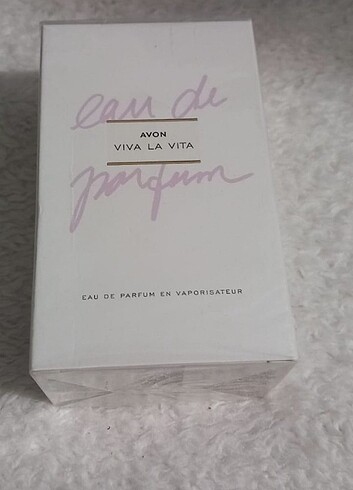 eau de
AVON
VIVA LA VITA
parfum
EAU DE PARFUM EN VAPORISATEUR